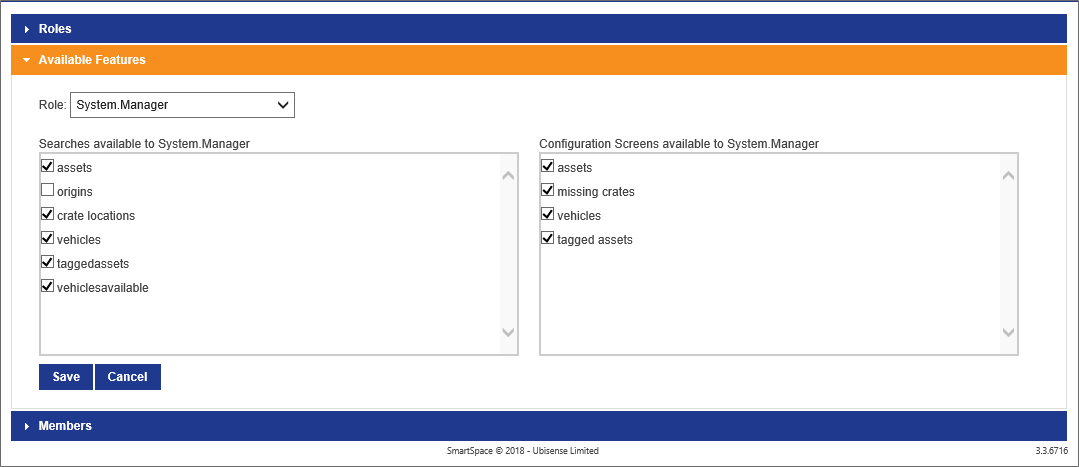 Roles
Available Features
Role: System.Manager
Searches available to System.Manager
assets
origins
crate locations
vehicles
taggedassets
vehiclesavailable
Configuration Screens available to System.Manager
assets
missing crates
vehicles
tagged assets
Save Cancel
Members
SmartSpace © 2018 - Ubisense Limited 3.3.6716